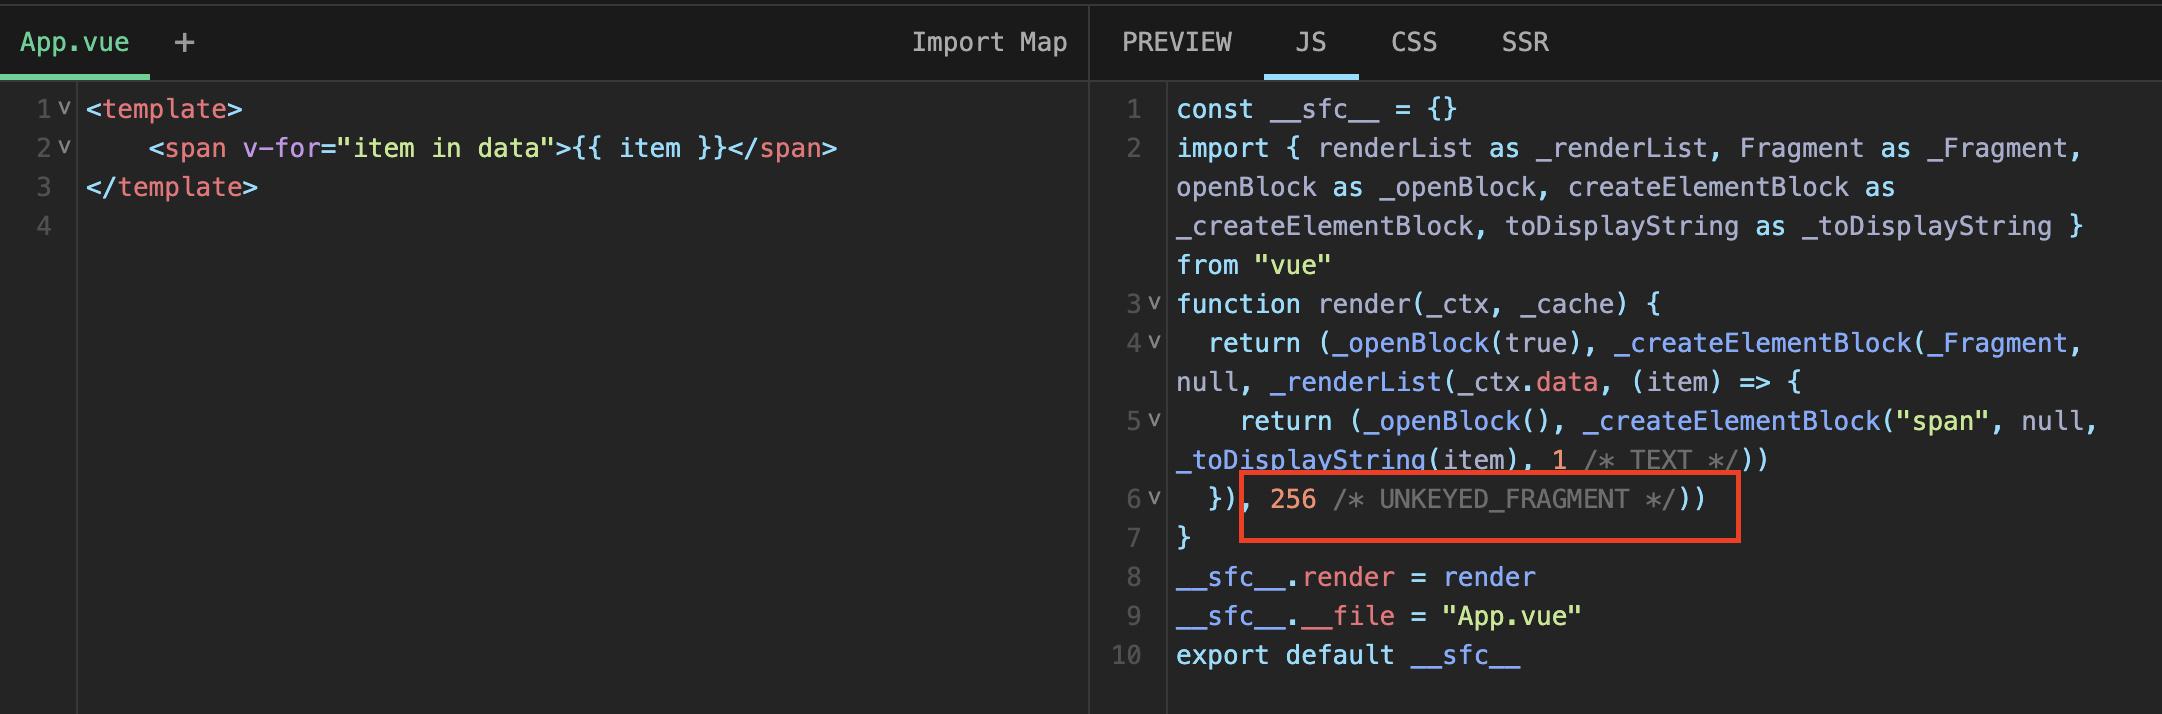 App.vue + Import Map
1 <template>
2 <span v-for="item in data">{{ item }}</span>
3 </template>
4
PREVIEW JS CSS SSR
1 const __sfc__ = {}
2 import { renderList as _renderList, Fragment as _Fragment,
openBlock as _openBlock, createElementBlock as
_createElementBlock, toDisplayString as _toDisplayString }
from "vue"
3 function render(_ctx, _cache) {
4 return (_openBlock(true), _createElementBlock(_Fragment,
null, _renderList(_ctx.data, (item) => {
5 return (_openBlock(), _createElementBlock("span", null,
_toDisplayString(item), 1 /* TEXT */))
6 }), 256 /* UNKEYED_FRAGMENT */))
7 }
8 __sfc__.render = render
9 __sfc__.__file = "App.vue"
10 export default __sfc__